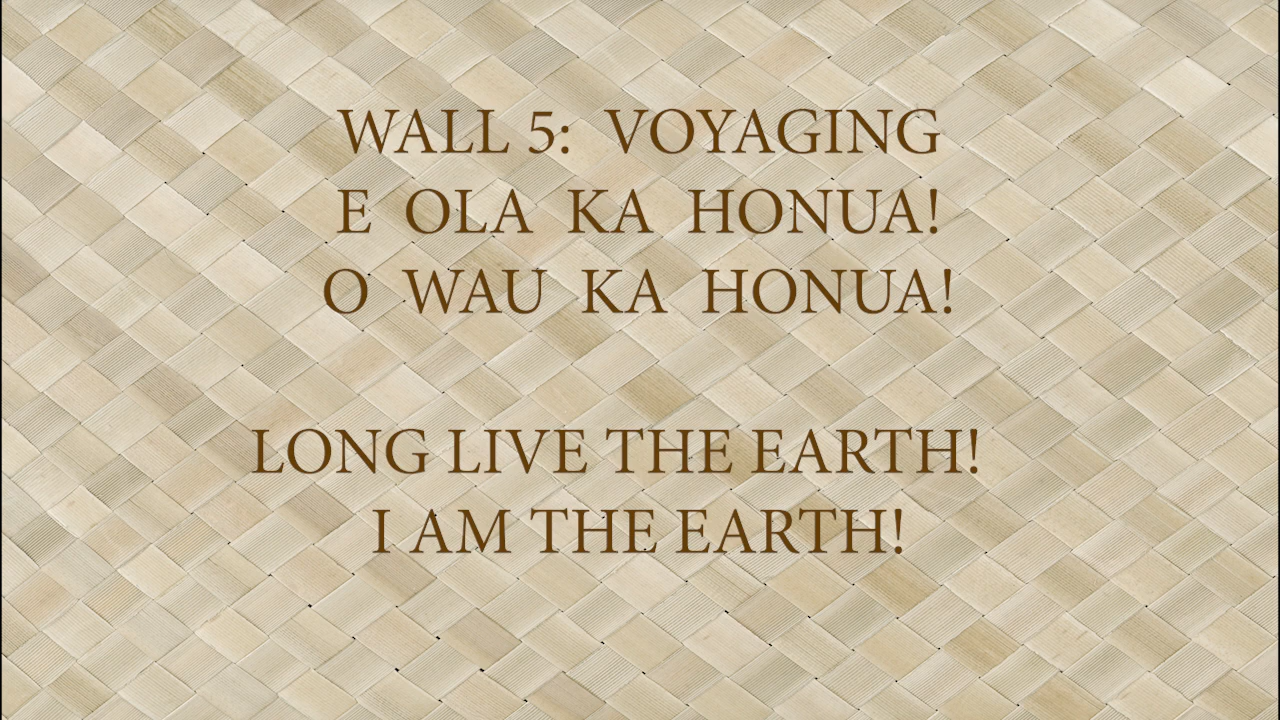 WALL 5: VOYAGING
E OLA KA HONUA!
O WAU KA HONUA!
LONG LIVE THE EARTH!
I AM THE EARTH!